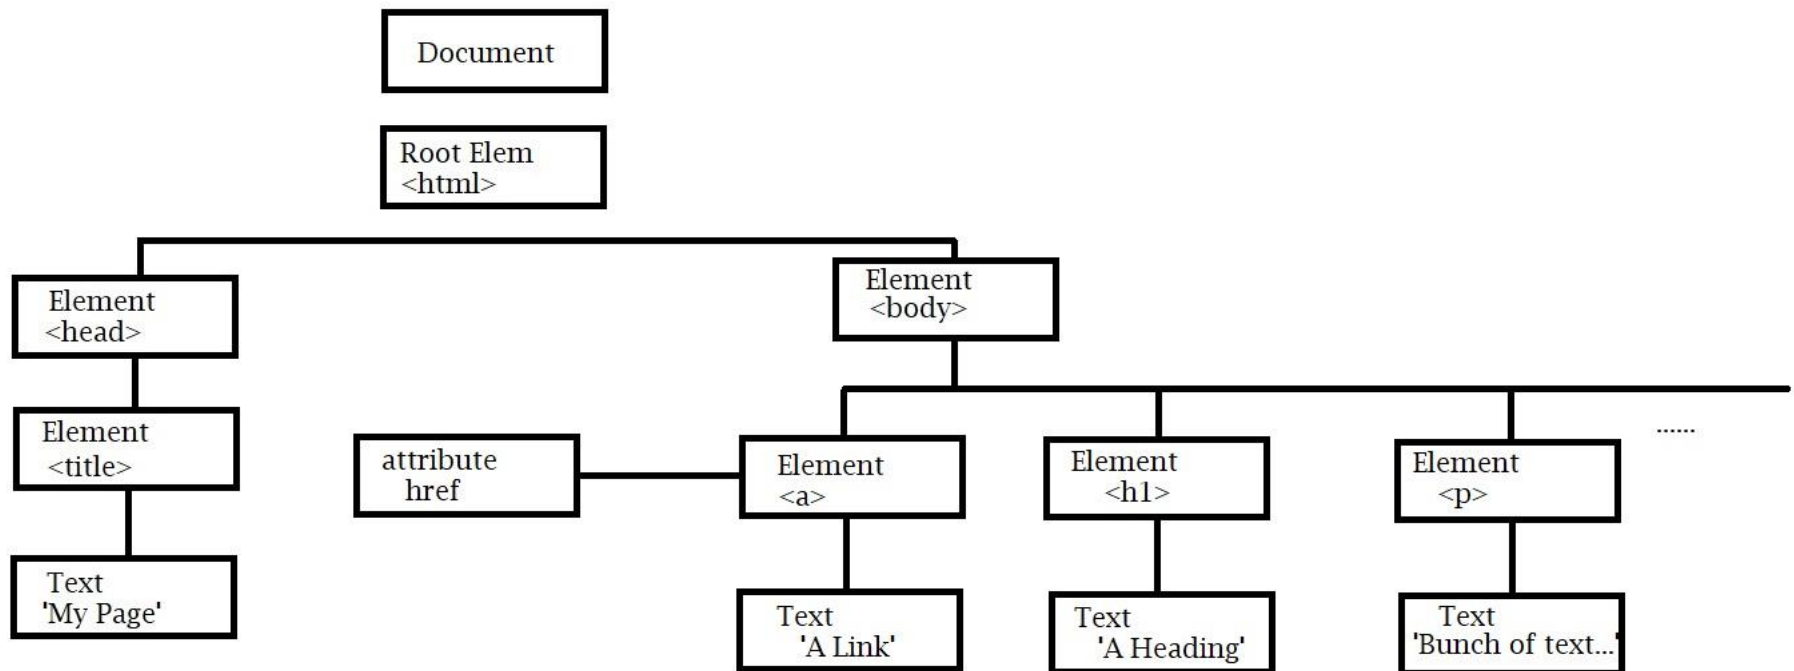 Document
Root Elem
<html>
Element
<head>
Element
<body>
Element
<title>
attribute
href
Element
<a>
Element
<h1>
Element
<p>
......
Text
'My Page'
Text
'A Link'
Text
'A Heading'
Text
'Bunch of text...'